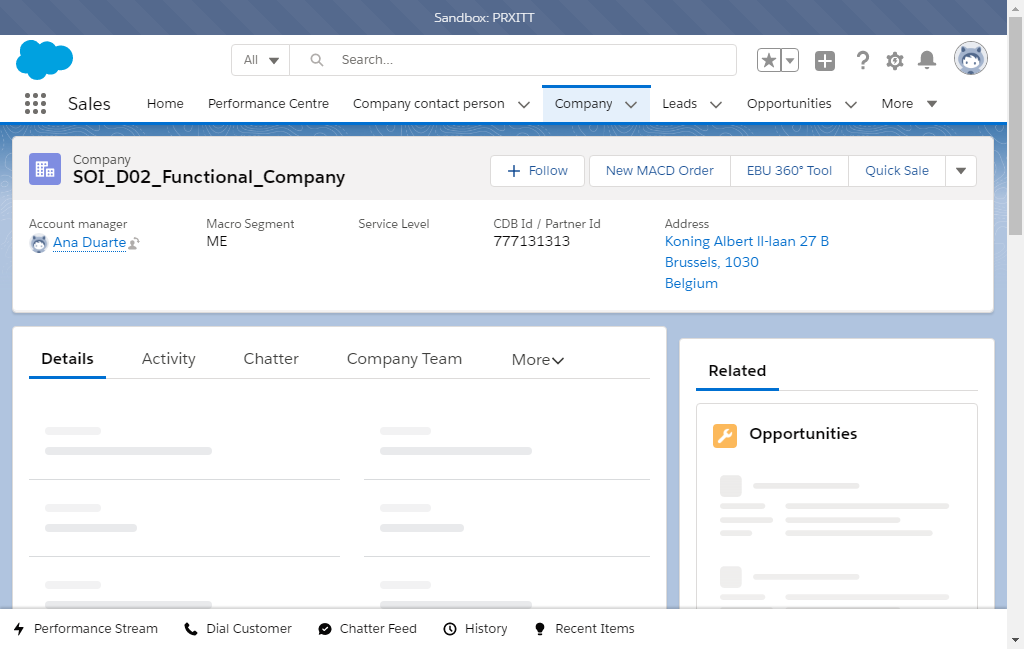 Sandbox: PRXITT
All
Search...
Sales
Home
Performance Centre
Company contact person
Company
Leads
Opportunities
More
Company
SOI_D02_Functional_Company
Follow
New MACD Order
EBU 360° Tool
Quick Sale
Account manager
Ana Duarte
Macro Segment
ME
Service Level
CDB Id / Partner Id
777131313
Address
Koning Albert II-laan 27 B
Brussels, 1030
Belgium
Details
Activity
Chatter
Company Team
More
Related
Opportunities
Performance Stream
Dial Customer
Chatter Feed
History
Recent Items